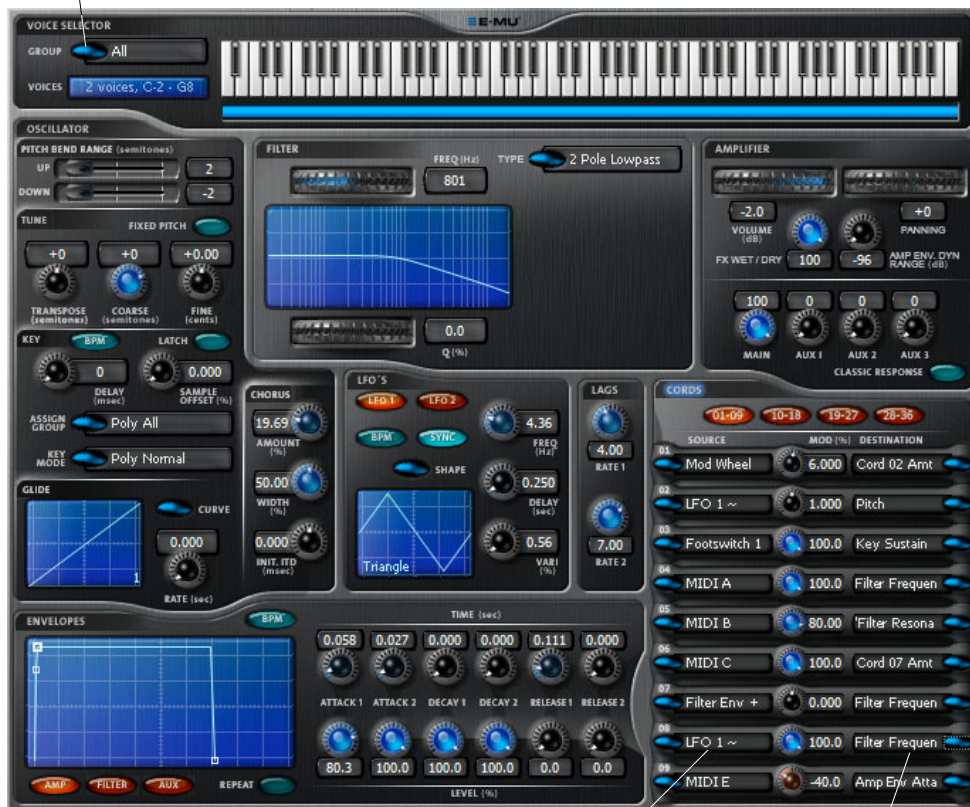 E-MU
VOICE SELECTOR
GROUP All
VOICES 2 voices, C-2 - G8
OSCILLATOR
PITCH BEND RANGE (semitones)
UP 2
DOWN -2
TUNE
FIXED PITCH
+0 +0 +0.00
TRANSPOSE (semitones) COARSE (semitones) FINE (cents)
KEY BPM LATCH
0 0.000
DELAY (msec) SAMPLE OFFSET (%)
ASSIGN GROUP Poly All
KEY MODE Poly Normal
GLIDE
CURVE
1
0.000
RATE (sec)
FILTER
FREQ (Hz)
801
TYPE 2 Pole Lowpass
0.0
Q (%)
AMPLIFIER
-2.0 +0
VOLUME (dB) PANNING
FX WET / DRY 100 -96 AMP ENV. DYN RANGE (dB)
100 0 0 0
MAIN AUX 1 AUX 2 AUX 3
CLASSIC RESPONSE
CHORUS
19.69
AMOUNT (%)
50.00
WIDTH (%)
0.000
INIT. ITD (msec)
LFO'S
LFO 1 LFO 2
BPM SYNC
SHAPE
Triangle
4.36
FREQ (Hz)
0.250
DELAY (sec)
0.56
VARI (%)
LAGS
4.00
RATE 1
7.00
RATE 2
CORDS
01-09 10-18 19-27 28-36
SOURCE MOD (%) DESTINATION
01 Mod Wheel 6.000 Cord 02 Amt
02 LFO 1 ~ 1.000 Pitch
03 Footswitch 1 100.0 Key Sustain
04 MIDI A 100.0 Filter Frequen
05 MIDI B 80.00 'Filter Resona
06 MIDI C 100.0 Cord 07 Amt
07 Filter Env + 0.000 Filter Frequen
08 LFO 1 ~ 100.0 Filter Frequen
09 MIDI E -40.0 Amp Env Atta
ENVELOPES
BPM
AMP FILTER AUX REPEAT
TIME (sec)
0.058 0.027 0.000 0.000 0.111 0.000
ATTACK 1 ATTACK 2 DECAY 1 DECAY 2 RELEASE 1 RELEASE 2
80.3 100.0 100.0 100.0 0.0 0.0
LEVEL (%)